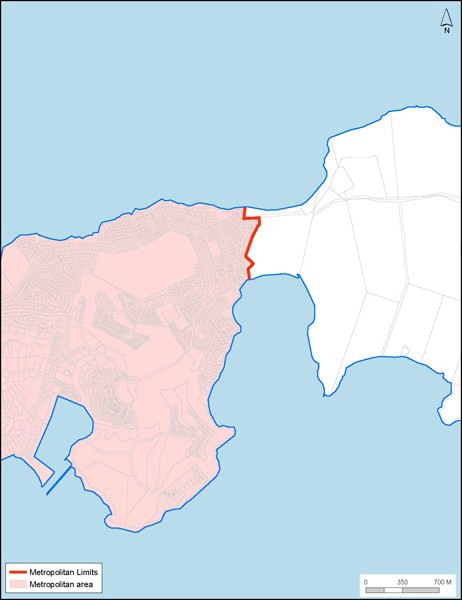 N
Metropolitan Limits
Metropolitan area
0 350 700 M